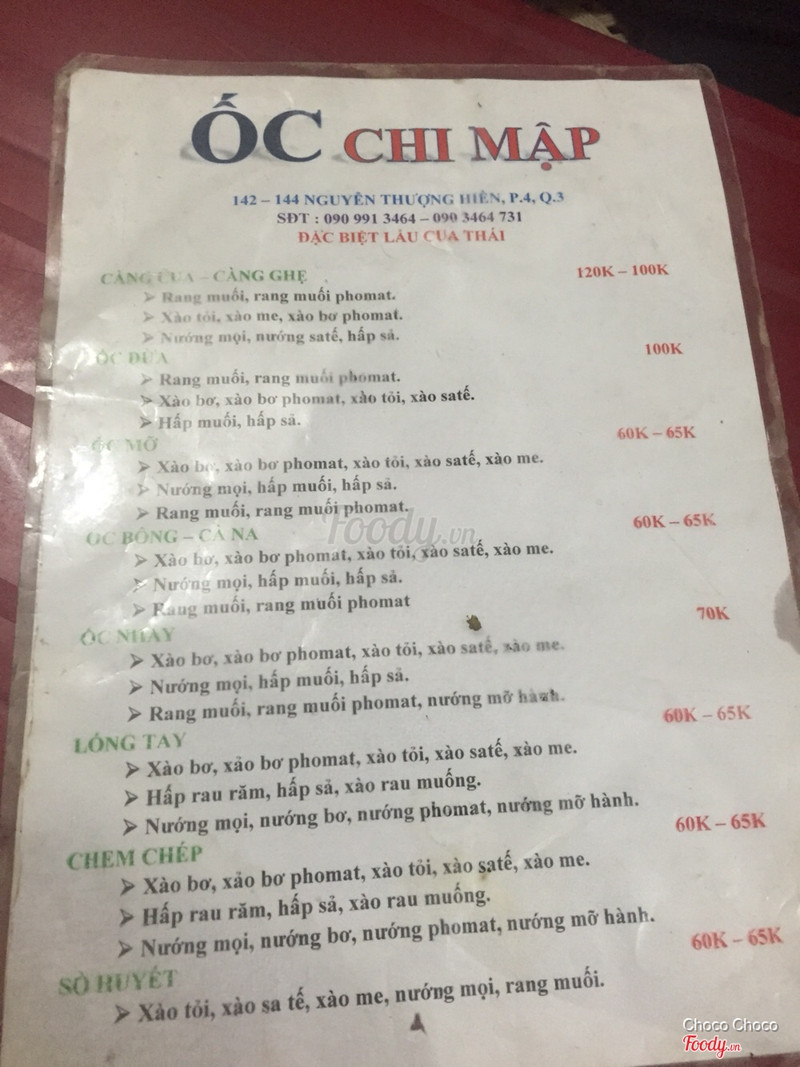 ỐC CHI MẬP
142 – 144 NGUYỄN THƯỢNG HIỀN, P.4, Q.3
SĐT : 090 991 3464 – 090 3464 731
ĐẶC BIỆT LẨU CUA THÁI
CÀNG CUA – CÀNG GHẸ 120K – 100K
➢ Rang muối, rang muối phomat.
➢ Xào tỏi, xào me, xào bơ phomat.
➢ Nướng mọi, nướng satế, hấp sả.
ỐC DỪA 100K
➢ Rang muối, rang muối phomat.
➢ Xào bơ, xào bơ phomat, xào tỏi, xào satế.
➢ Hấp muối, hấp sả.
ỐC MỠ 60K – 65K
➢ Xào bơ, xào bơ phomat, xào tỏi, xào satế, xào me.
➢ Nướng mọi, hấp muối, hấp sả.
➢ Rang muối, rang muối phomat.
ỐC BÔNG – CÀ NA 60K – 65K
➢ Xào bơ, xào bơ phomat, xào tỏi, xào satế, xào me.
➢ Nướng mọi, hấp muối, hấp sả.
➢ Rang muối, rang muối phomat
ỐC NHẢY 70K
➢ Xào bơ, xào bơ phomat, xào tỏi, xào satế, xào me.
➢ Nướng mọi, hấp muối, hấp sả.
➢ Rang muối, rang muối phomat, nướng mỡ hành.
LÓNG TAY 60K – 65K
➢ Xào bơ, xảo bơ phomat, xào tỏi, xào satế, xào me.
➢ Hấp rau răm, hấp sả, xào rau muống.
➢ Nướng mọi, nướng bơ, nướng phomat, nướng mỡ hành.
CHEM CHÉP 60K – 65K
➢ Xào bơ, xảo bơ phomat, xào tỏi, xào satế, xào me.
➢ Hấp rau răm, hấp sả, xào rau muống.
➢ Nướng mọi, nướng bơ, nướng phomat, nướng mỡ hành.
SÒ HUYẾT 60K – 65K
➢ Xào tỏi, xào sa tế, xào me, nướng mọi, rang muối.
Foody.vn
Choco Choco
Foody.vn